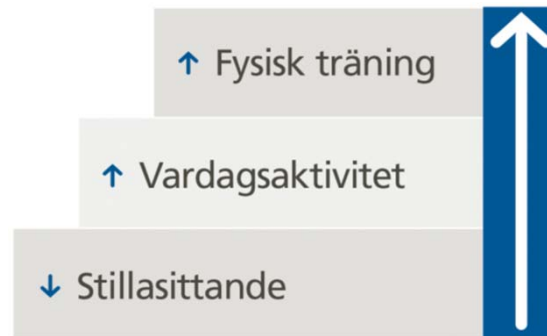 ↑ Fysisk träning
↑ Vardagsaktivitet
↓ Stillasittande